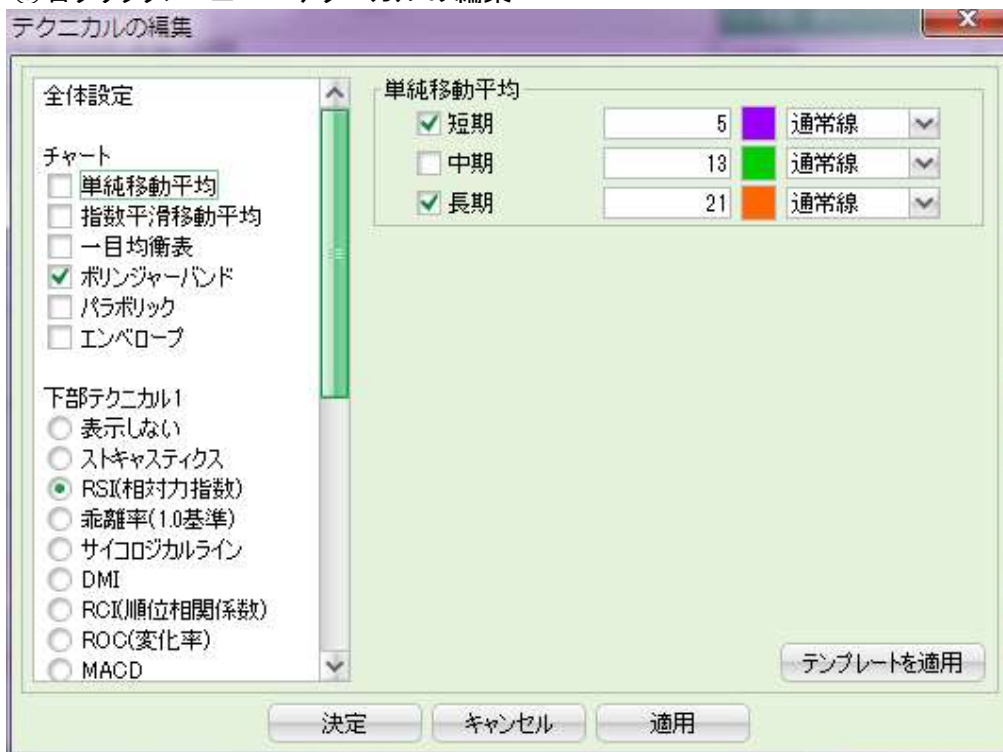 テクニカルの編集
全体設定
チャート
単純移動平均
指数平滑移動平均
一目均衡表
ボリンジャーバンド
パラボリック
エンベロープ
下部テクニカル1
表示しない
ストキャスティクス
RSI(相対力指数)
乖離率(1.0基準)
サイコロジカルライン
DMI
RCI(順位相関係数)
ROC(変化率)
MACD
単純移動平均
短期 5 通常線
中期 13 通常線
長期 21 通常線
テンプレートを適用
決定 キャンセル 適用